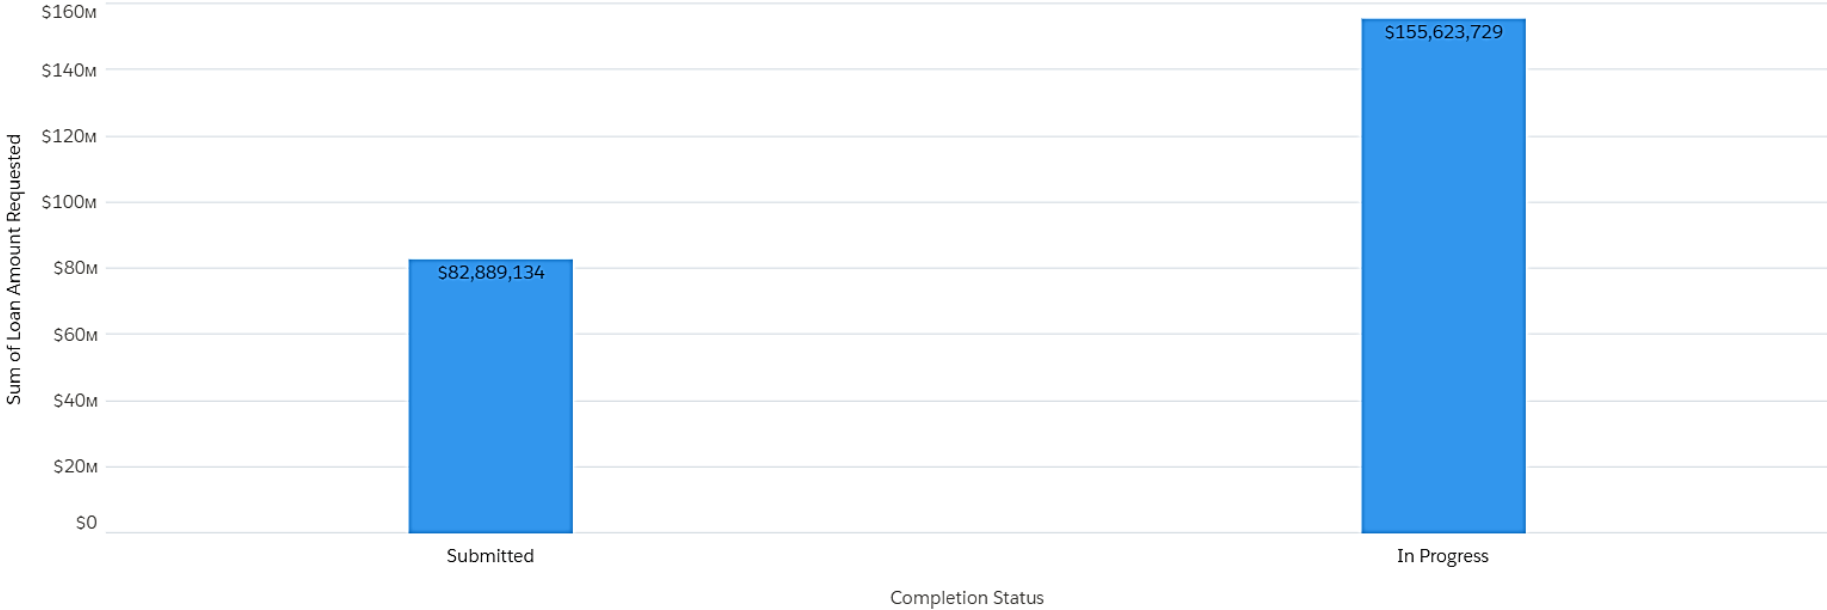 Sum of Loan Amount Requested
$160M
$140M
$120M
$100M
$80M
$60M
$40M
$20M
$0
$82,889,134
$155,623,729
Submitted
In Progress
Completion Status